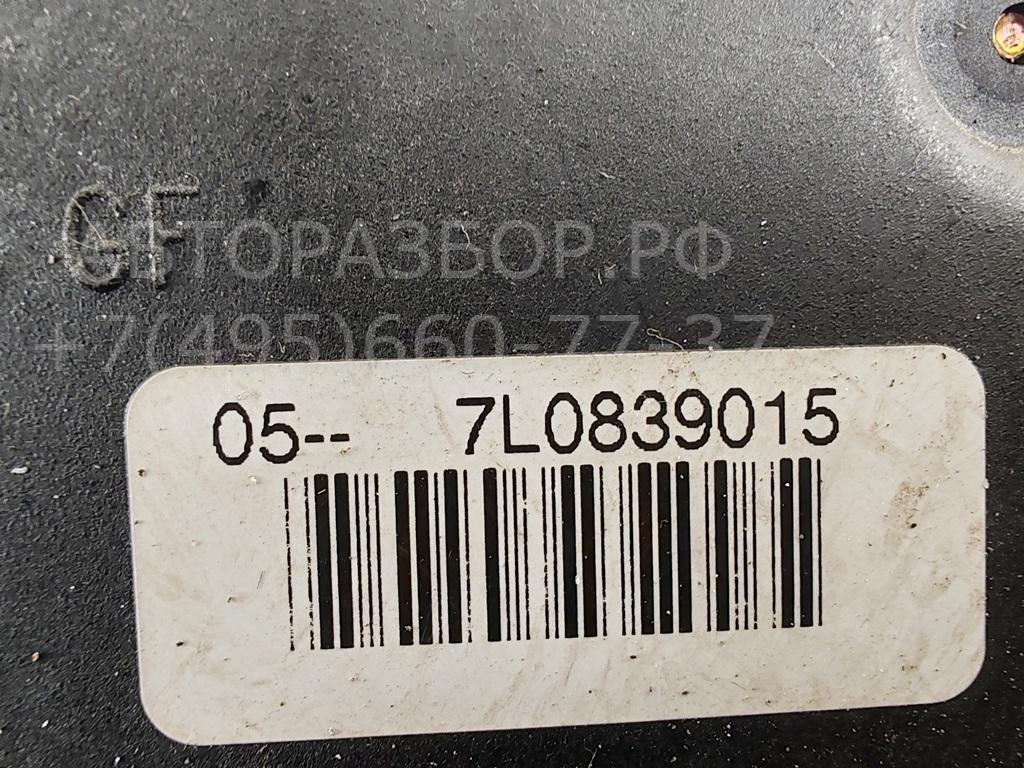 GF
АВТОРАЗБОР.РФ
+7(495)660-77-37
05-- 7L0839015